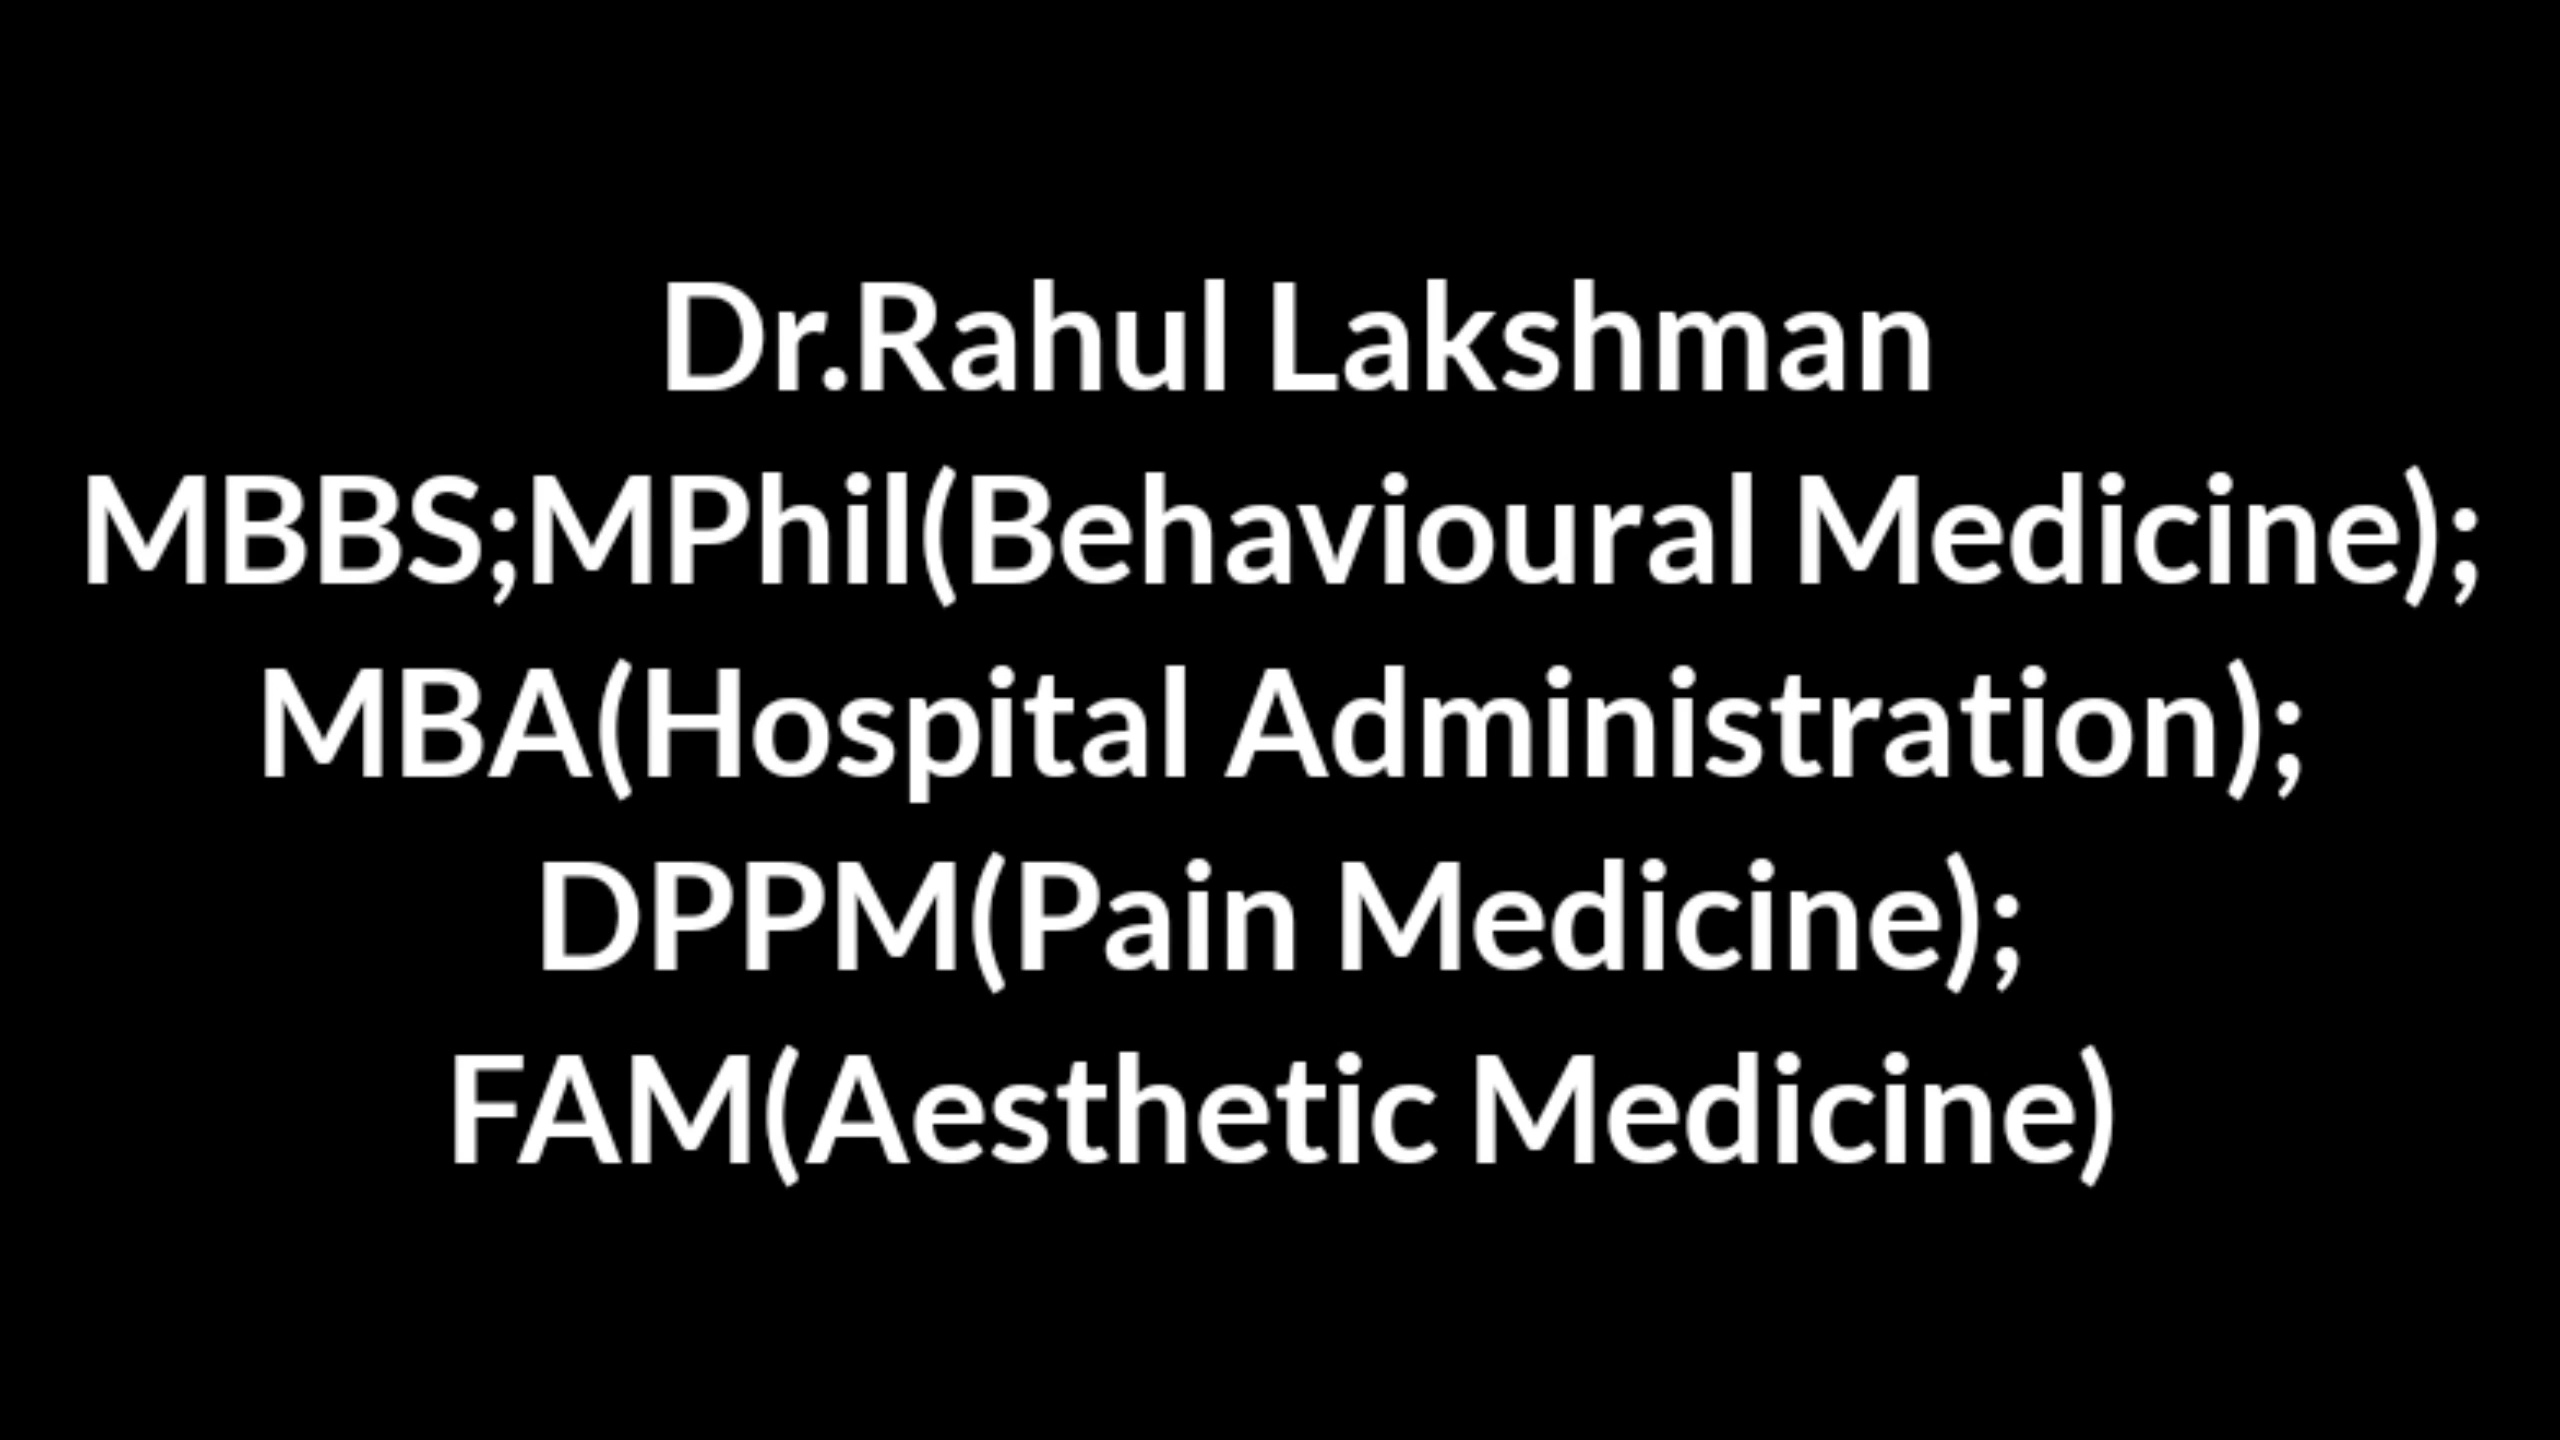 Dr.Rahul Lakshman
MBBS;MPhil(Behavioural Medicine);
MBA(Hospital Administration);
DPPM(Pain Medicine);
FAM(Aesthetic Medicine)